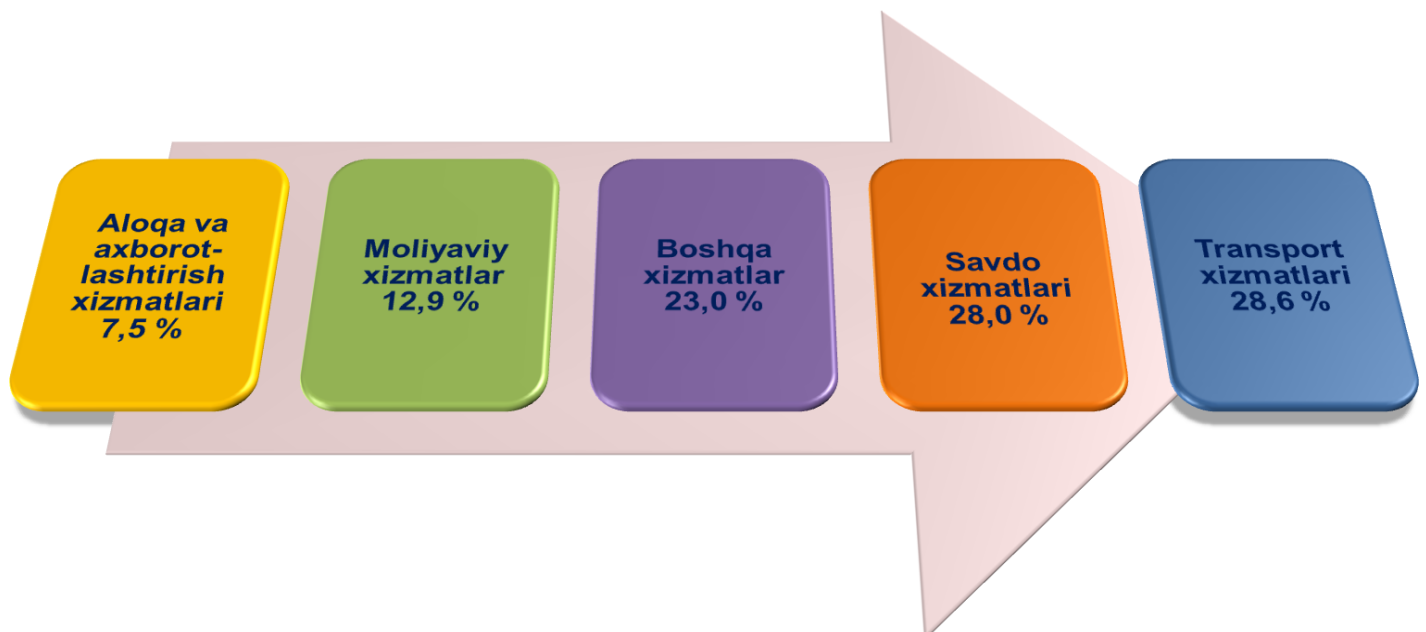 Aloqa va
axborot-
lashtirish
xizmatlari
7,5 %
Moliyaviy
xizmatlar
12,9 %
Boshqa
xizmatlar
23,0 %
Savdo
xizmatlari
28,0 %
Transport
xizmatlari
28,6 %